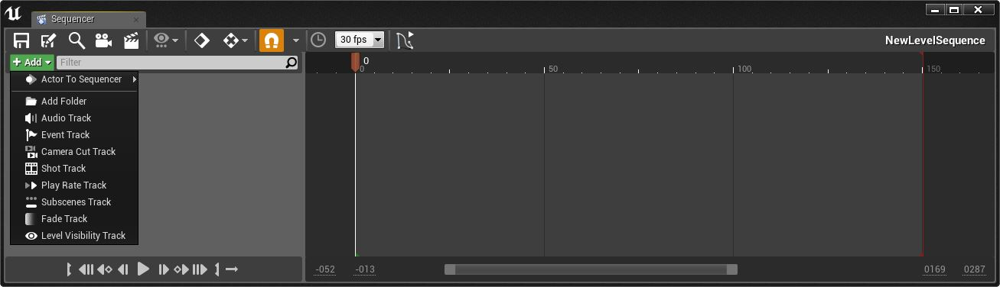 Sequencer
30 fps
NewLevelSequence
Add
Filter
0
0
50
100
150
Actor To Sequencer
Add Folder
Audio Track
Event Track
Camera Cut Track
Shot Track
Play Rate Track
Subscenes Track
Fade Track
Level Visibility Track
-052
-013
0169
0287